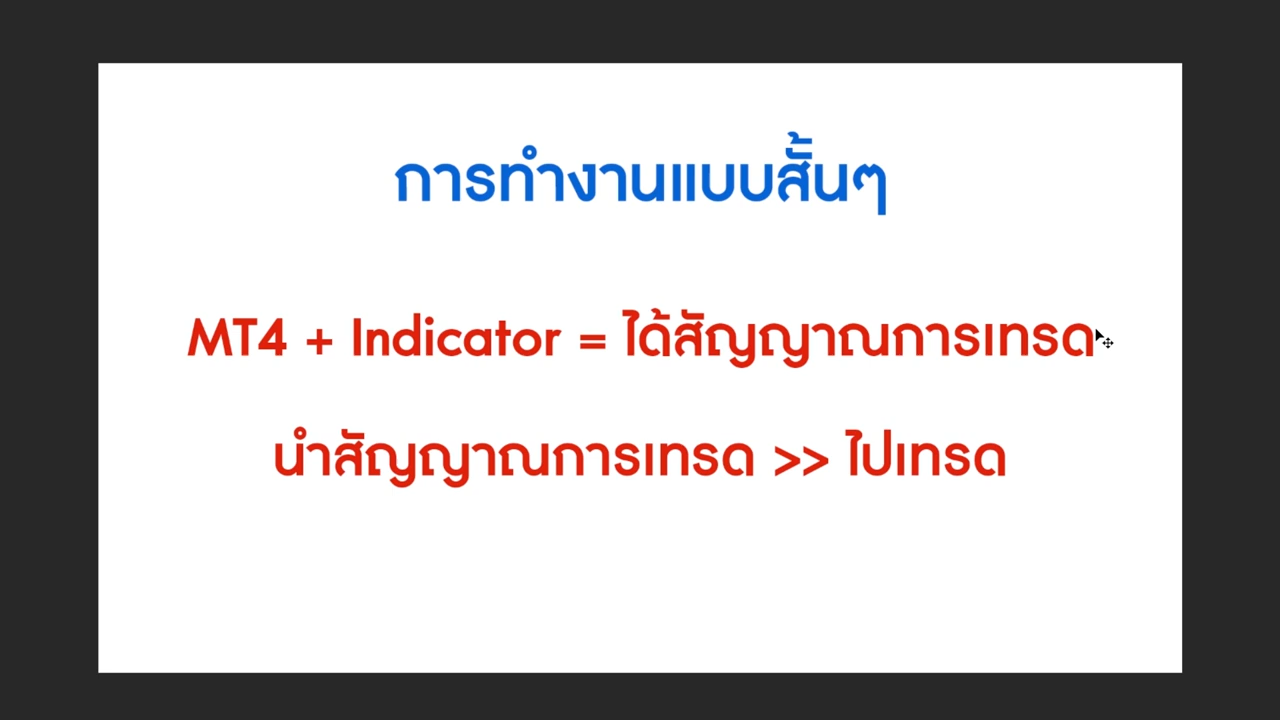 การทำงานแบบสั้นๆ
MT4 + Indicator = ได้สัญญาณการเทรด
นำสัญญาณการเทรด >> ไปเทรด